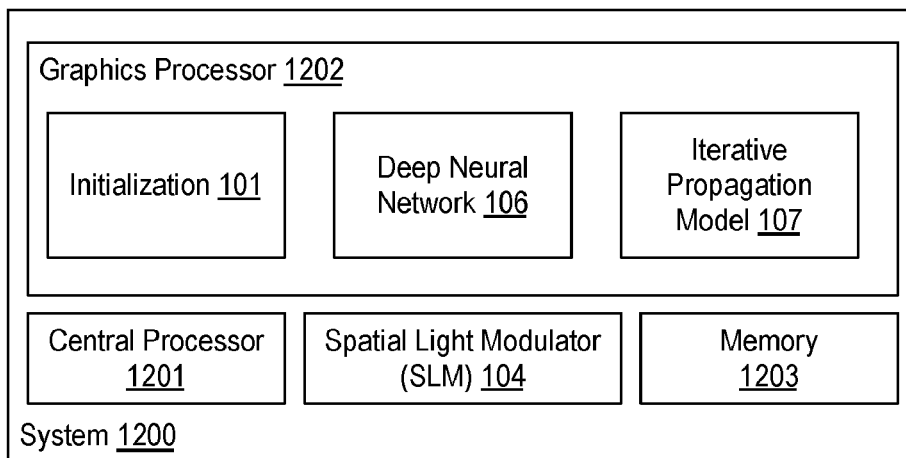 Graphics Processor 1202
Initialization 101
Deep Neural
Network 106
Iterative
Propagation
Model 107
Central Processor
1201
Spatial Light Modulator
(SLM) 104
Memory
1203
System 1200